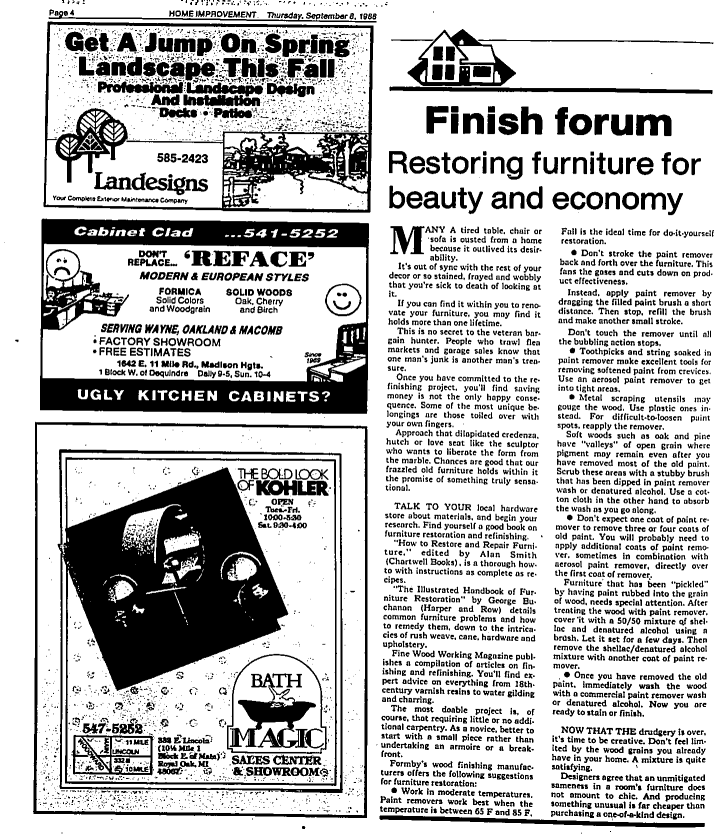 Page 4
HOME IMPROVEMENT Thursday, September 8, 1988
Get A Jump On Spring
Landscape This Fall
Professional Landscape Design
And Installation
Decks • Patios
585-2423
Landesigns
Your Complete Exterior Maintenance Company
Cabinet Clad ...541-5252
DON'T
REPLACE... 'REFACE'
MODERN & EUROPEAN STYLES
FORMICA
Solid Colors
and Woodgrain
SOLID WOODS
Oak, Cherry
and Birch
SERVING WAYNE, OAKLAND & MACOMB
• FACTORY SHOWROOM
• FREE ESTIMATES
Since
1969
1642 E. 11 Mile Rd., Madison Hgts.
1 Block W. of Dequindre Daily 9-5, Sun. 10-4
UGLY KITCHEN CABINETS?
THE BOLD LOOK
OF KOHLER
OPEN
Tues.-Fri.
10:00-5:30
Sat. 9:30-4:00
BATH
MAGIC
SALES CENTER
& SHOWROOM
547-5252
11 MILE
LINCOLN
332 E
10 MILE
332 E. Lincoln
(10½ Mile 1
Block E. of Main)
Royal Oak, MI
48067
Finish forum
Restoring furniture for
beauty and economy
MANY A tired table, chair or
sofa is ousted from a home
because it outlived its desir-
ability.
It's out of sync with the rest of your
decor or so stained, frayed and wobbly
that you're sick to death of looking at
it.
If you can find it within you to reno-
vate your furniture, you may find it
holds more than one lifetime.
This is no secret to the veteran bar-
gain hunter. People who trawl flea
markets and garage sales know that
one man's junk is another man's trea-
sure.
Once you have committed to the re-
finishing project, you'll find saving
money is not the only happy conse-
quence. Some of the most unique be-
longings are those toiled over with
your own fingers.
Approach that dilapidated credenza,
hutch or love seat like the sculptor
who wants to liberate the form from
the marble. Chances are good that our
frazzled old furniture holds within it
the promise of something truly sensa-
tional.
TALK TO YOUR local hardware
store about materials, and begin your
research. Find yourself a good book on
furniture restoration and refinishing.
"How to Restore and Repair Furni-
ture," edited by Alan Smith
(Chartwell Books), is a thorough how-
to with instructions as complete as re-
cipes.
"The Illustrated Handbook of Fur-
niture Restoration" by George Bu-
chanan (Harper and Row) details
common furniture problems and how
to remedy them, down to the intrica-
cies of rush weave, cane, hardware and
upholstery.
Fine Wood Working Magazine publ-
ishes a compilation of articles on fin-
ishing and refinishing. You'll find ex-
pert advice on everything from 18th-
century varnish resins to water gilding
and charring.
The most doable project is, of
course, that requiring little or no addi-
tional carpentry. As a novice, better to
start with a small piece rather than
undertaking an armoire or a break-
front.
Formby's wood finishing manufac-
turers offers the following suggestions
for furniture restoration:
● Work in moderate temperatures.
Paint removers work best when the
temperature is between 65 F and 85 F.
Fall is the ideal time for do-it-yourself
restoration.
● Don't stroke the paint remover
back and forth over the furniture. This
fans the gases and cuts down on prod-
uct effectiveness.
Instead, apply paint remover by
dragging the filled paint brush a short
distance. Then stop, refill the brush
and make another small stroke.
Don't touch the remover until all
the bubbling action stops.
● Toothpicks and string soaked in
paint remover make excellent tools for
removing softened paint from crevices.
Use an aerosol paint remover to get
into tight areas.
● Metal scraping utensils may
gouge the wood. Use plastic ones in-
stead. For difficult-to-loosen paint
spots, reapply the remover.
Soft woods such as oak and pine
have "valleys" of open grain where
pigment may remain even after you
have removed most of the old paint.
Scrub these areas with a stubby brush
that has been dipped in paint remover
wash or denatured alcohol. Use a cot-
ton cloth in the other hand to absorb
the wash as you go along.
● Don't expect one coat of paint re-
mover to remove three or four coats of
old paint. You will probably need to
apply additional coats of paint remo-
ver, sometimes in combination with
aerosol paint remover, directly over
the first coat of remover.
Furniture that has been "pickled"
by having paint rubbed into the grain
of wood, needs special attention. After
treating the wood with paint remover,
cover it with a 50/50 mixture of shel-
lac and denatured alcohol using a
brush. Let it set for a few days. Then
remove the shellac/denatured alcohol
mixture with another coat of paint re-
mover.
● Once you have removed the old
paint, immediately wash the wood
with a commercial paint remover wash
or denatured alcohol. Now you are
ready to stain or finish.
NOW THAT THE drudgery is over,
it's time to be creative. Don't feel lim-
ited by the wood grains you already
have in your home. A mixture is quite
satisfying.
Designers agree that an unmitigated
sameness in a room's furniture does
not amount to chic. And producing
something unusual is far cheaper than
purchasing a one-of-a-kind design.